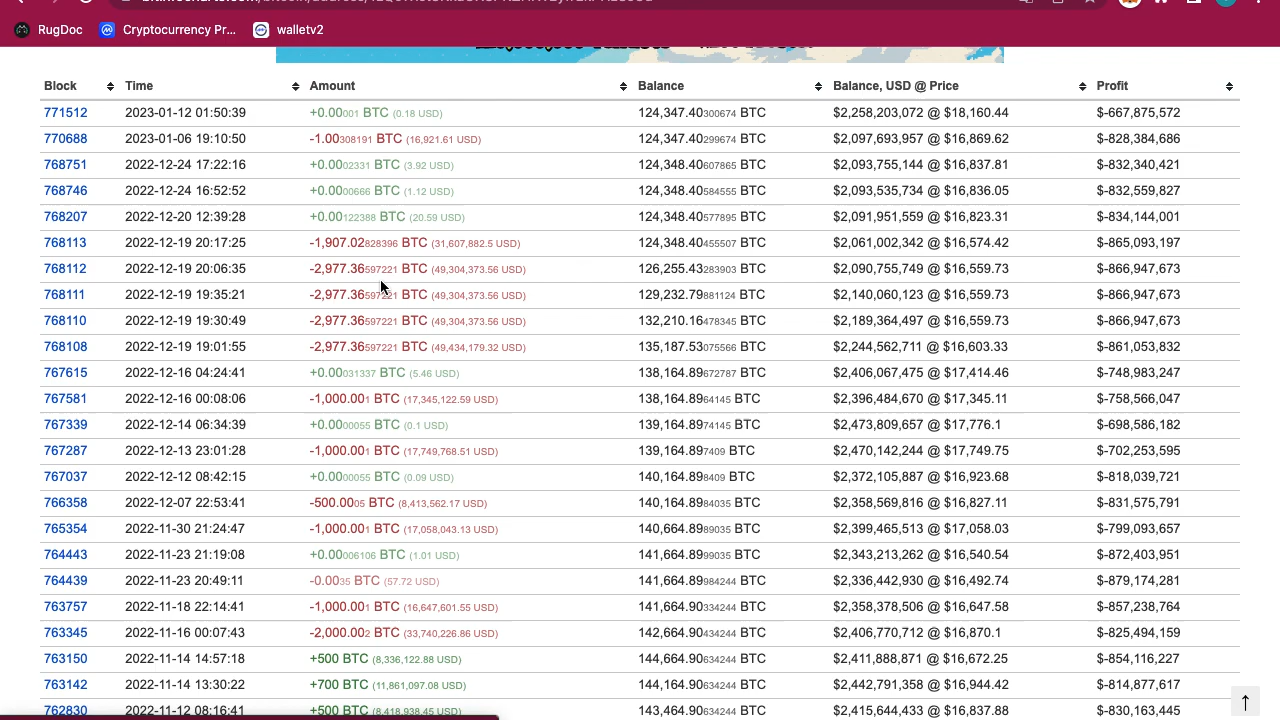 RugDoc Cryptocurrency Pr... walletv2
Block Time Amount Balance Balance, USD @ Price Profit
771512 2023-01-12 01:50:39 +0.00001 BTC (0.18 USD) 124,347.40300674 BTC $2,258,203,072 @ $18,160.44 $-667,875,572
770688 2023-01-06 19:10:50 -1.00308191 BTC (16,921.61 USD) 124,347.40299674 BTC $2,097,693,957 @ $16,869.62 $-828,384,686
768751 2022-12-24 17:22:16 +0.0002331 BTC (3.92 USD) 124,348.40607865 BTC $2,093,755,144 @ $16,837.81 $-832,340,421
768746 2022-12-24 16:52:52 +0.0000666 BTC (1.12 USD) 124,348.40584555 BTC $2,093,535,734 @ $16,836.05 $-832,559,827
768207 2022-12-20 12:39:28 +0.00122388 BTC (20.59 USD) 124,348.40577895 BTC $2,091,951,559 @ $16,823.31 $-834,144,001
768113 2022-12-19 20:17:25 -1,907.02828396 BTC (31,607,882.5 USD) 124,348.40455507 BTC $2,061,002,342 @ $16,574.42 $-865,093,197
768112 2022-12-19 20:06:35 -2,977.36597221 BTC (49,304,373.56 USD) 126,255.43283903 BTC $2,090,755,749 @ $16,559.73 $-866,947,673
768111 2022-12-19 19:35:21 -2,977.36597221 BTC (49,304,373.56 USD) 129,232.79881124 BTC $2,140,060,123 @ $16,559.73 $-866,947,673
768110 2022-12-19 19:30:49 -2,977.36597221 BTC (49,304,373.56 USD) 132,210.16478345 BTC $2,189,364,497 @ $16,559.73 $-866,947,673
768108 2022-12-19 19:01:55 -2,977.36597221 BTC (49,434,179.32 USD) 135,187.53075566 BTC $2,244,562,711 @ $16,603.33 $-861,053,832
767615 2022-12-16 04:24:41 +0.00031337 BTC (5.46 USD) 138,164.89672787 BTC $2,406,067,475 @ $17,414.46 $-748,983,247
767581 2022-12-16 00:08:06 -1,000.001 BTC (17,345,122.59 USD) 138,164.8964145 BTC $2,396,484,670 @ $17,345.11 $-758,566,047
767339 2022-12-14 06:34:39 +0.0000055 BTC (0.1 USD) 139,164.8974145 BTC $2,473,809,657 @ $17,776.1 $-698,586,182
767287 2022-12-13 23:01:28 -1,000.001 BTC (17,749,768.51 USD) 139,164.897409 BTC $2,470,142,244 @ $17,749.75 $-702,253,595
767037 2022-12-12 08:42:15 +0.0000055 BTC (0.09 USD) 140,164.898409 BTC $2,372,105,887 @ $16,923.68 $-818,039,721
766358 2022-12-07 22:53:41 -500.0005 BTC (8,413,562.17 USD) 140,164.8984035 BTC $2,358,569,816 @ $16,827.11 $-831,575,791
765354 2022-11-30 21:24:47 -1,000.001 BTC (17,058,043.13 USD) 140,664.8989035 BTC $2,399,465,513 @ $17,058.03 $-799,093,657
764443 2022-11-23 21:19:08 +0.00006106 BTC (1.01 USD) 141,664.8999035 BTC $2,343,213,262 @ $16,540.54 $-872,403,951
764439 2022-11-23 20:49:11 -0.0035 BTC (57.72 USD) 141,664.89984244 BTC $2,336,442,930 @ $16,492.74 $-879,174,281
763757 2022-11-18 22:14:41 -1,000.001 BTC (16,647,601.55 USD) 141,664.90334244 BTC $2,358,378,506 @ $16,647.58 $-857,238,764
763345 2022-11-16 00:07:43 -2,000.002 BTC (33,740,226.86 USD) 142,664.90434244 BTC $2,406,770,712 @ $16,870.1 $-825,494,159
763150 2022-11-14 14:57:18 +500 BTC (8,336,122.88 USD) 144,664.90634244 BTC $2,411,888,871 @ $16,672.25 $-854,116,227
763142 2022-11-14 13:30:22 +700 BTC (11,861,097.08 USD) 144,164.90634244 BTC $2,442,791,358 @ $16,944.42 $-814,877,617
762830 2022-11-12 08:16:41 +500 BTC (8,418,938.45 USD) 143,464.90634244 BTC $2,415,644,433 @ $16,837.88 $-830,163,445